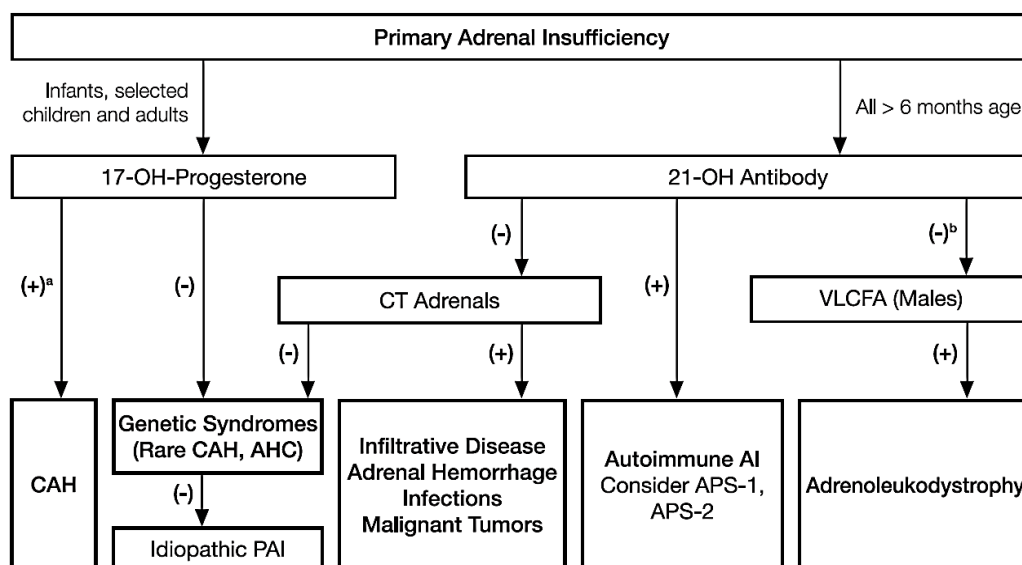 Primary Adrenal Insufficiency
Infants, selected
children and adults
All > 6 months age
17-OH-Progesterone
21-OH Antibody
(-)
(-)b
(+)a
(-)
(+)
CT Adrenals
VLCFA (Males)
(-)
(+)
(+)
CAH
Genetic Syndromes
(Rare CAH, AHC)
(-)
Idiopathic PAI
Infiltrative Disease
Adrenal Hemorrhage
Infections
Malignant Tumors
Autoimmune AI
Consider APS-1,
APS-2
Adrenoleukodystrophy